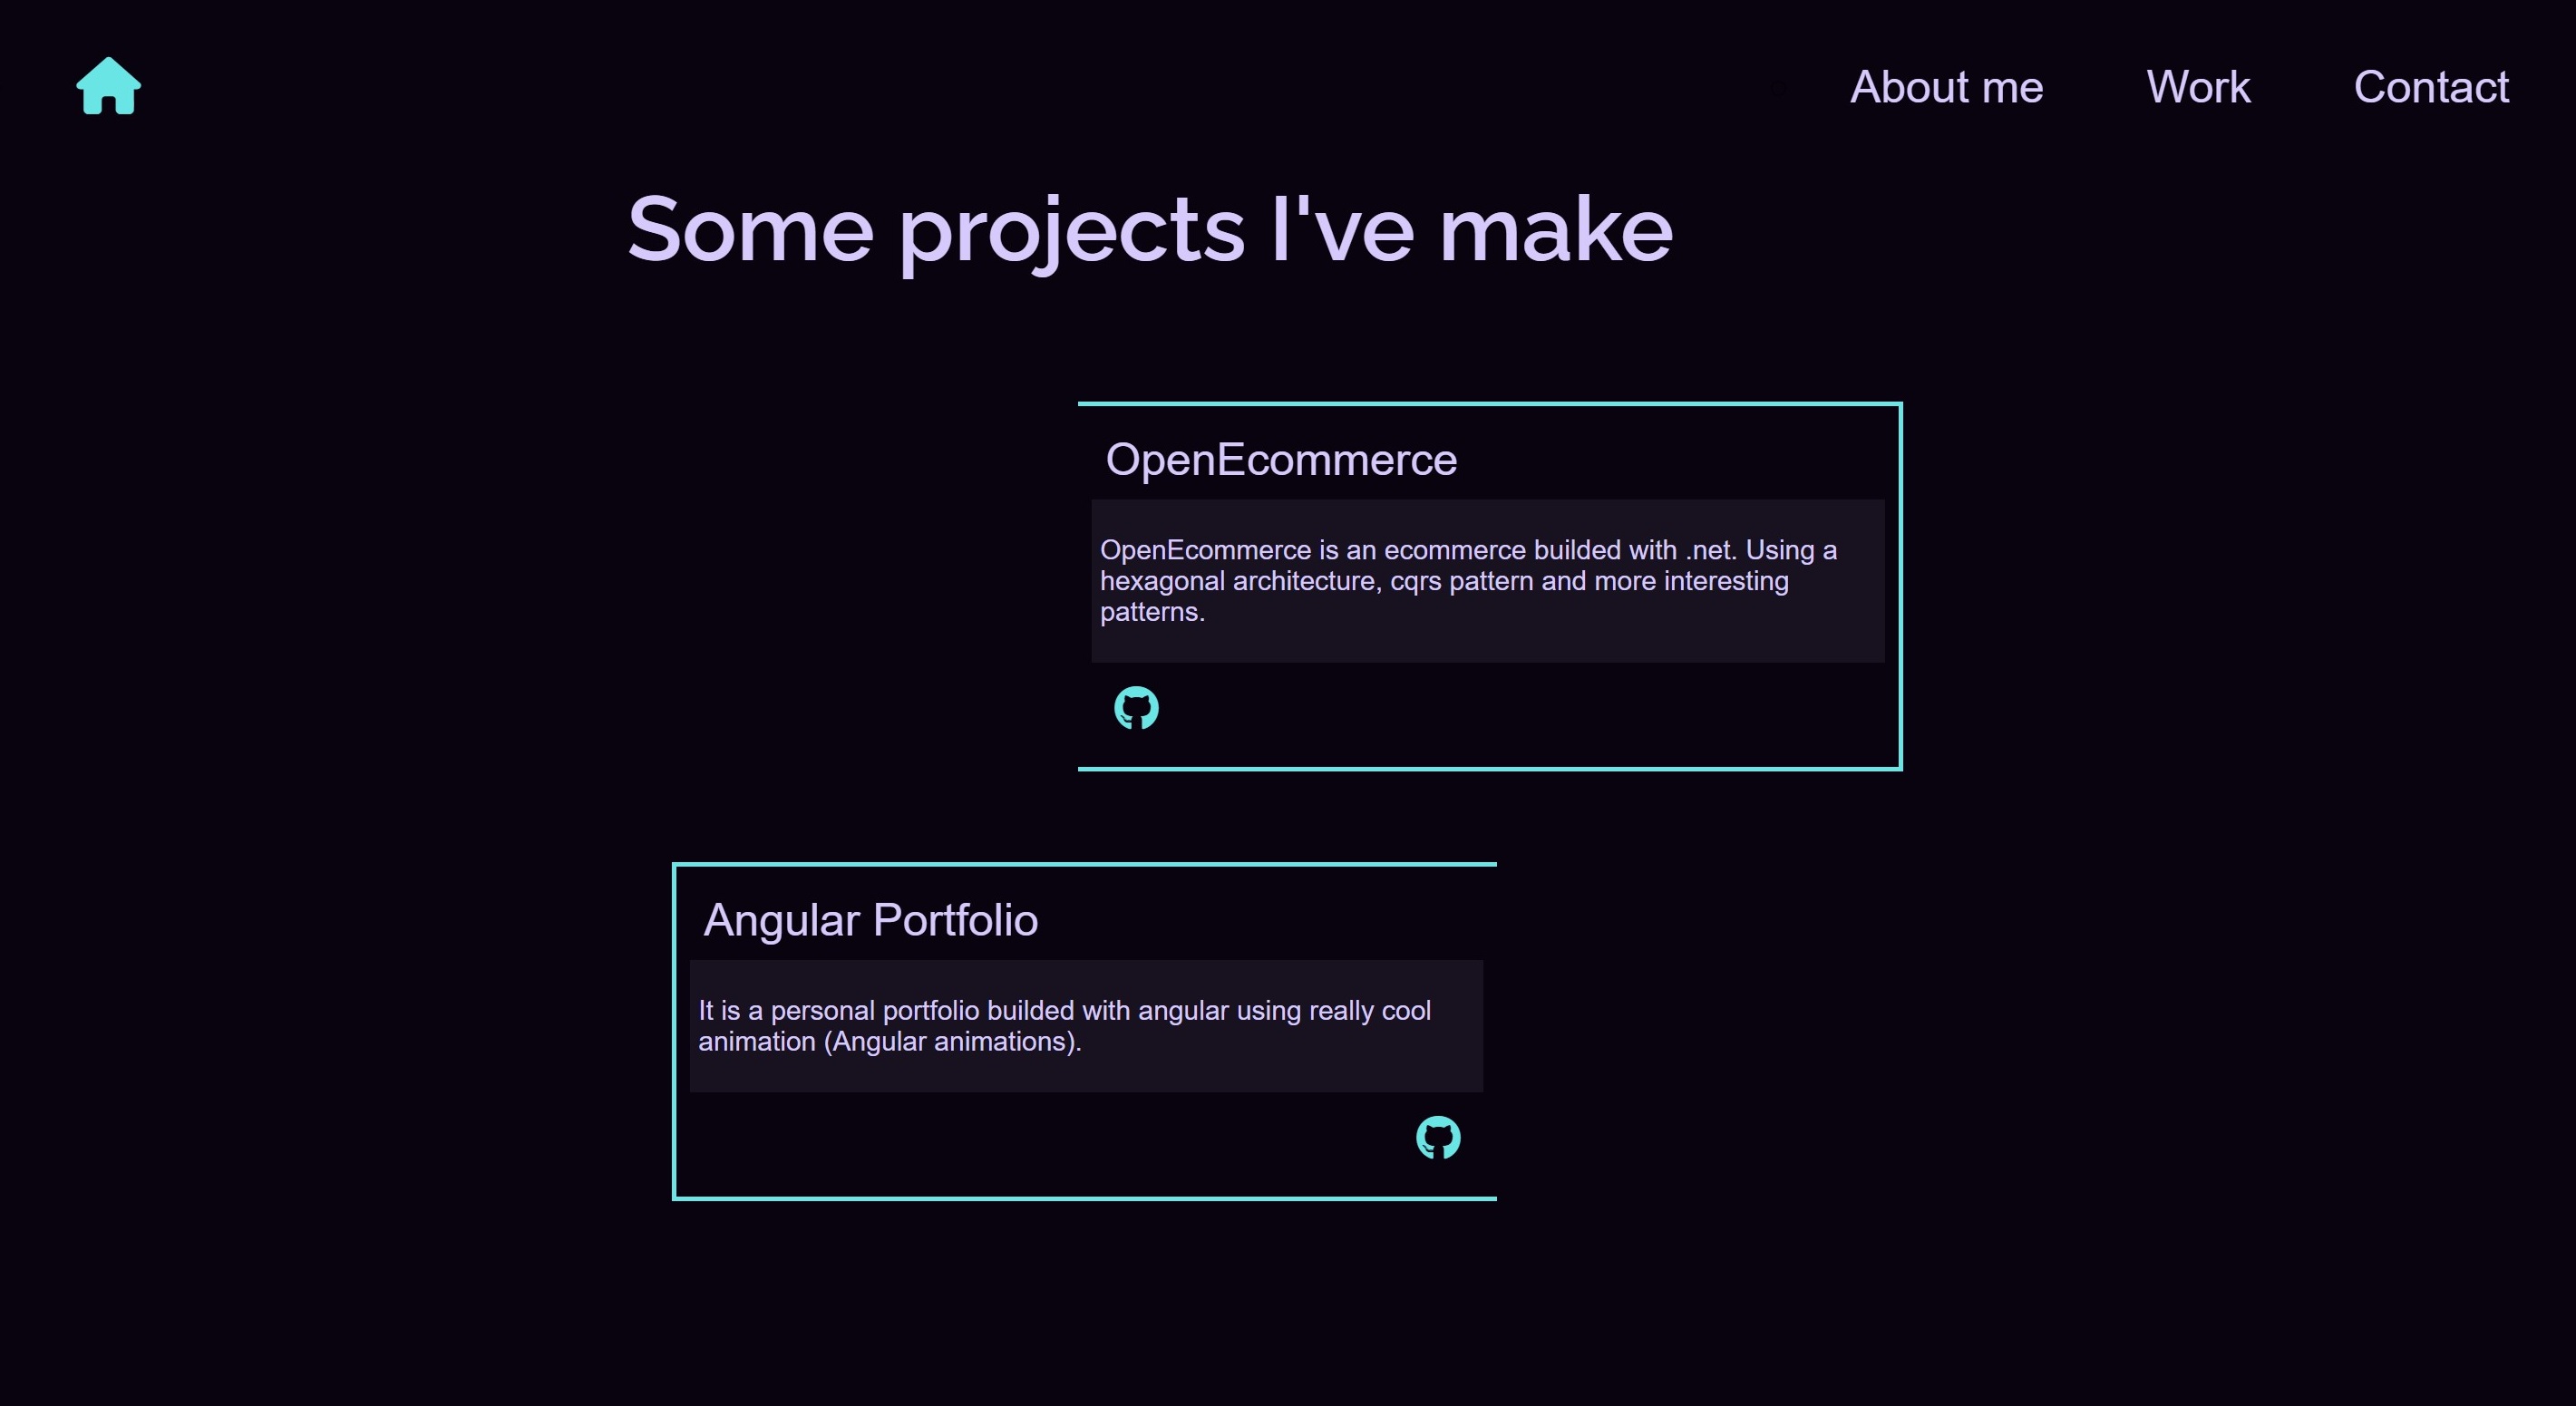 About me
Work
Contact
Some projects I've make
OpenEcommerce
OpenEcommerce is an ecommerce builded with .net. Using a
hexagonal architecture, cqrs pattern and more interesting
patterns.
Angular Portfolio
It is a personal portfolio builded with angular using really cool
animation (Angular animations).